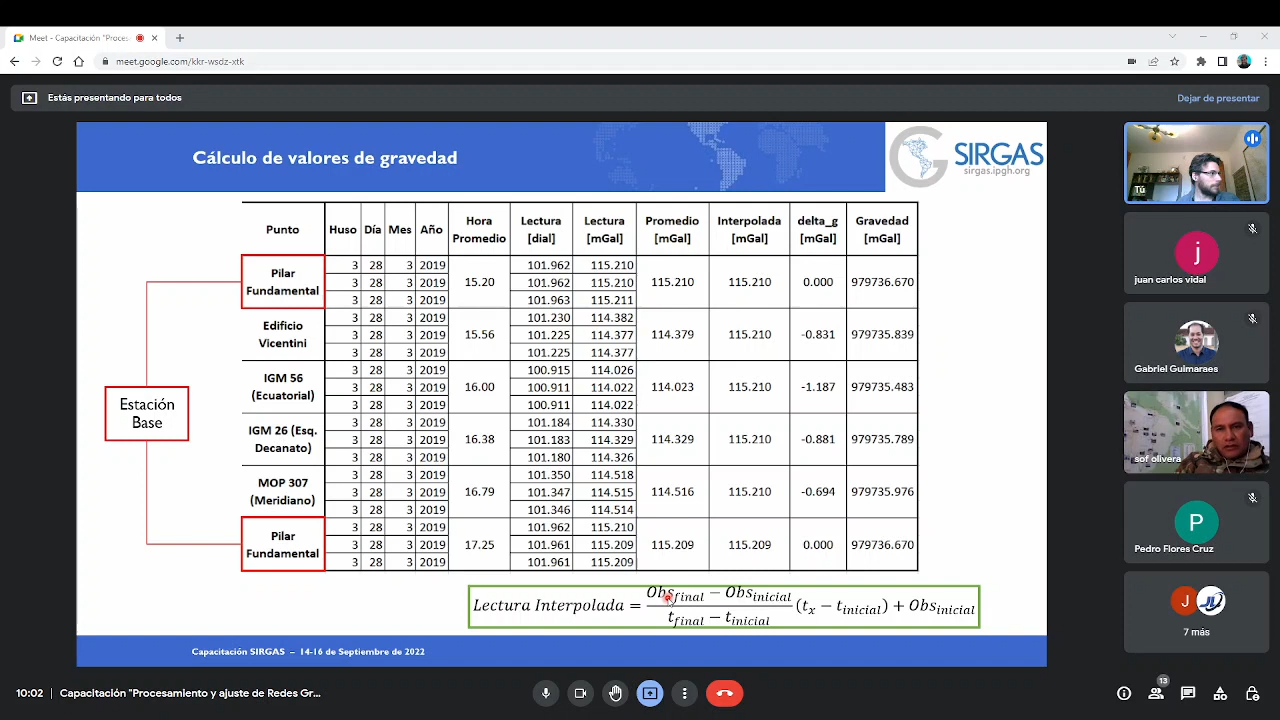 Meet - Capacitación "Proces
meet.google.com/kkr-wsdz-xtk
Estás presentando para todos
Dejar de presentar
Cálculo de valores de gravedad
SIRGAS
sirgas.ipgh.org
Punto Huso Día Mes Año Hora Promedio Lectura [dial] Lectura [mGal] Promedio [mGal] Interpolada [mGal] delta_g [mGal] Gravedad [mGal]
Pilar Fundamental 15.20 115.210 115.210 0.000 979736.670
3 28 3 2019 101.962 115.210
3 28 3 2019 101.962 115.210
3 28 3 2019 101.963 115.211
Edificio Vicentini 15.56 114.379 115.210 -0.831 979735.839
3 28 3 2019 101.230 114.382
3 28 3 2019 101.225 114.377
3 28 3 2019 101.225 114.377
IGM 56 (Ecuatorial) 16.00 114.023 115.210 -1.187 979735.483
3 28 3 2019 100.915 114.026
3 28 3 2019 100.911 114.022
3 28 3 2019 100.911 114.022
IGM 26 (Esq. Decanato) 16.38 114.329 115.210 -0.881 979735.789
3 28 3 2019 101.184 114.330
3 28 3 2019 101.183 114.329
3 28 3 2019 101.180 114.326
MOP 307 (Meridiano) 16.79 114.516 115.210 -0.694 979735.976
3 28 3 2019 101.350 114.518
3 28 3 2019 101.347 114.515
3 28 3 2019 101.346 114.514
Pilar Fundamental 17.25 115.209 115.209 0.000 979736.670
3 28 3 2019 101.962 115.210
3 28 3 2019 101.961 115.209
3 28 3 2019 101.961 115.209
Estación
Base
Lectura Interpolada = (Obs_final − Obs_inicial) / (t_final − t_inicial) (t_x − t_inicial) + Obs_inicial
Capacitación SIRGAS – 14-16 de Septiembre de 2022
Tú
j
juan carlos vidal
Gabriel Guimaraes
sof olivera
P
Pedro Flores Cruz
J
JL
7 más
10:02
Capacitación "Procesamiento y ajuste de Redes Gr...
13